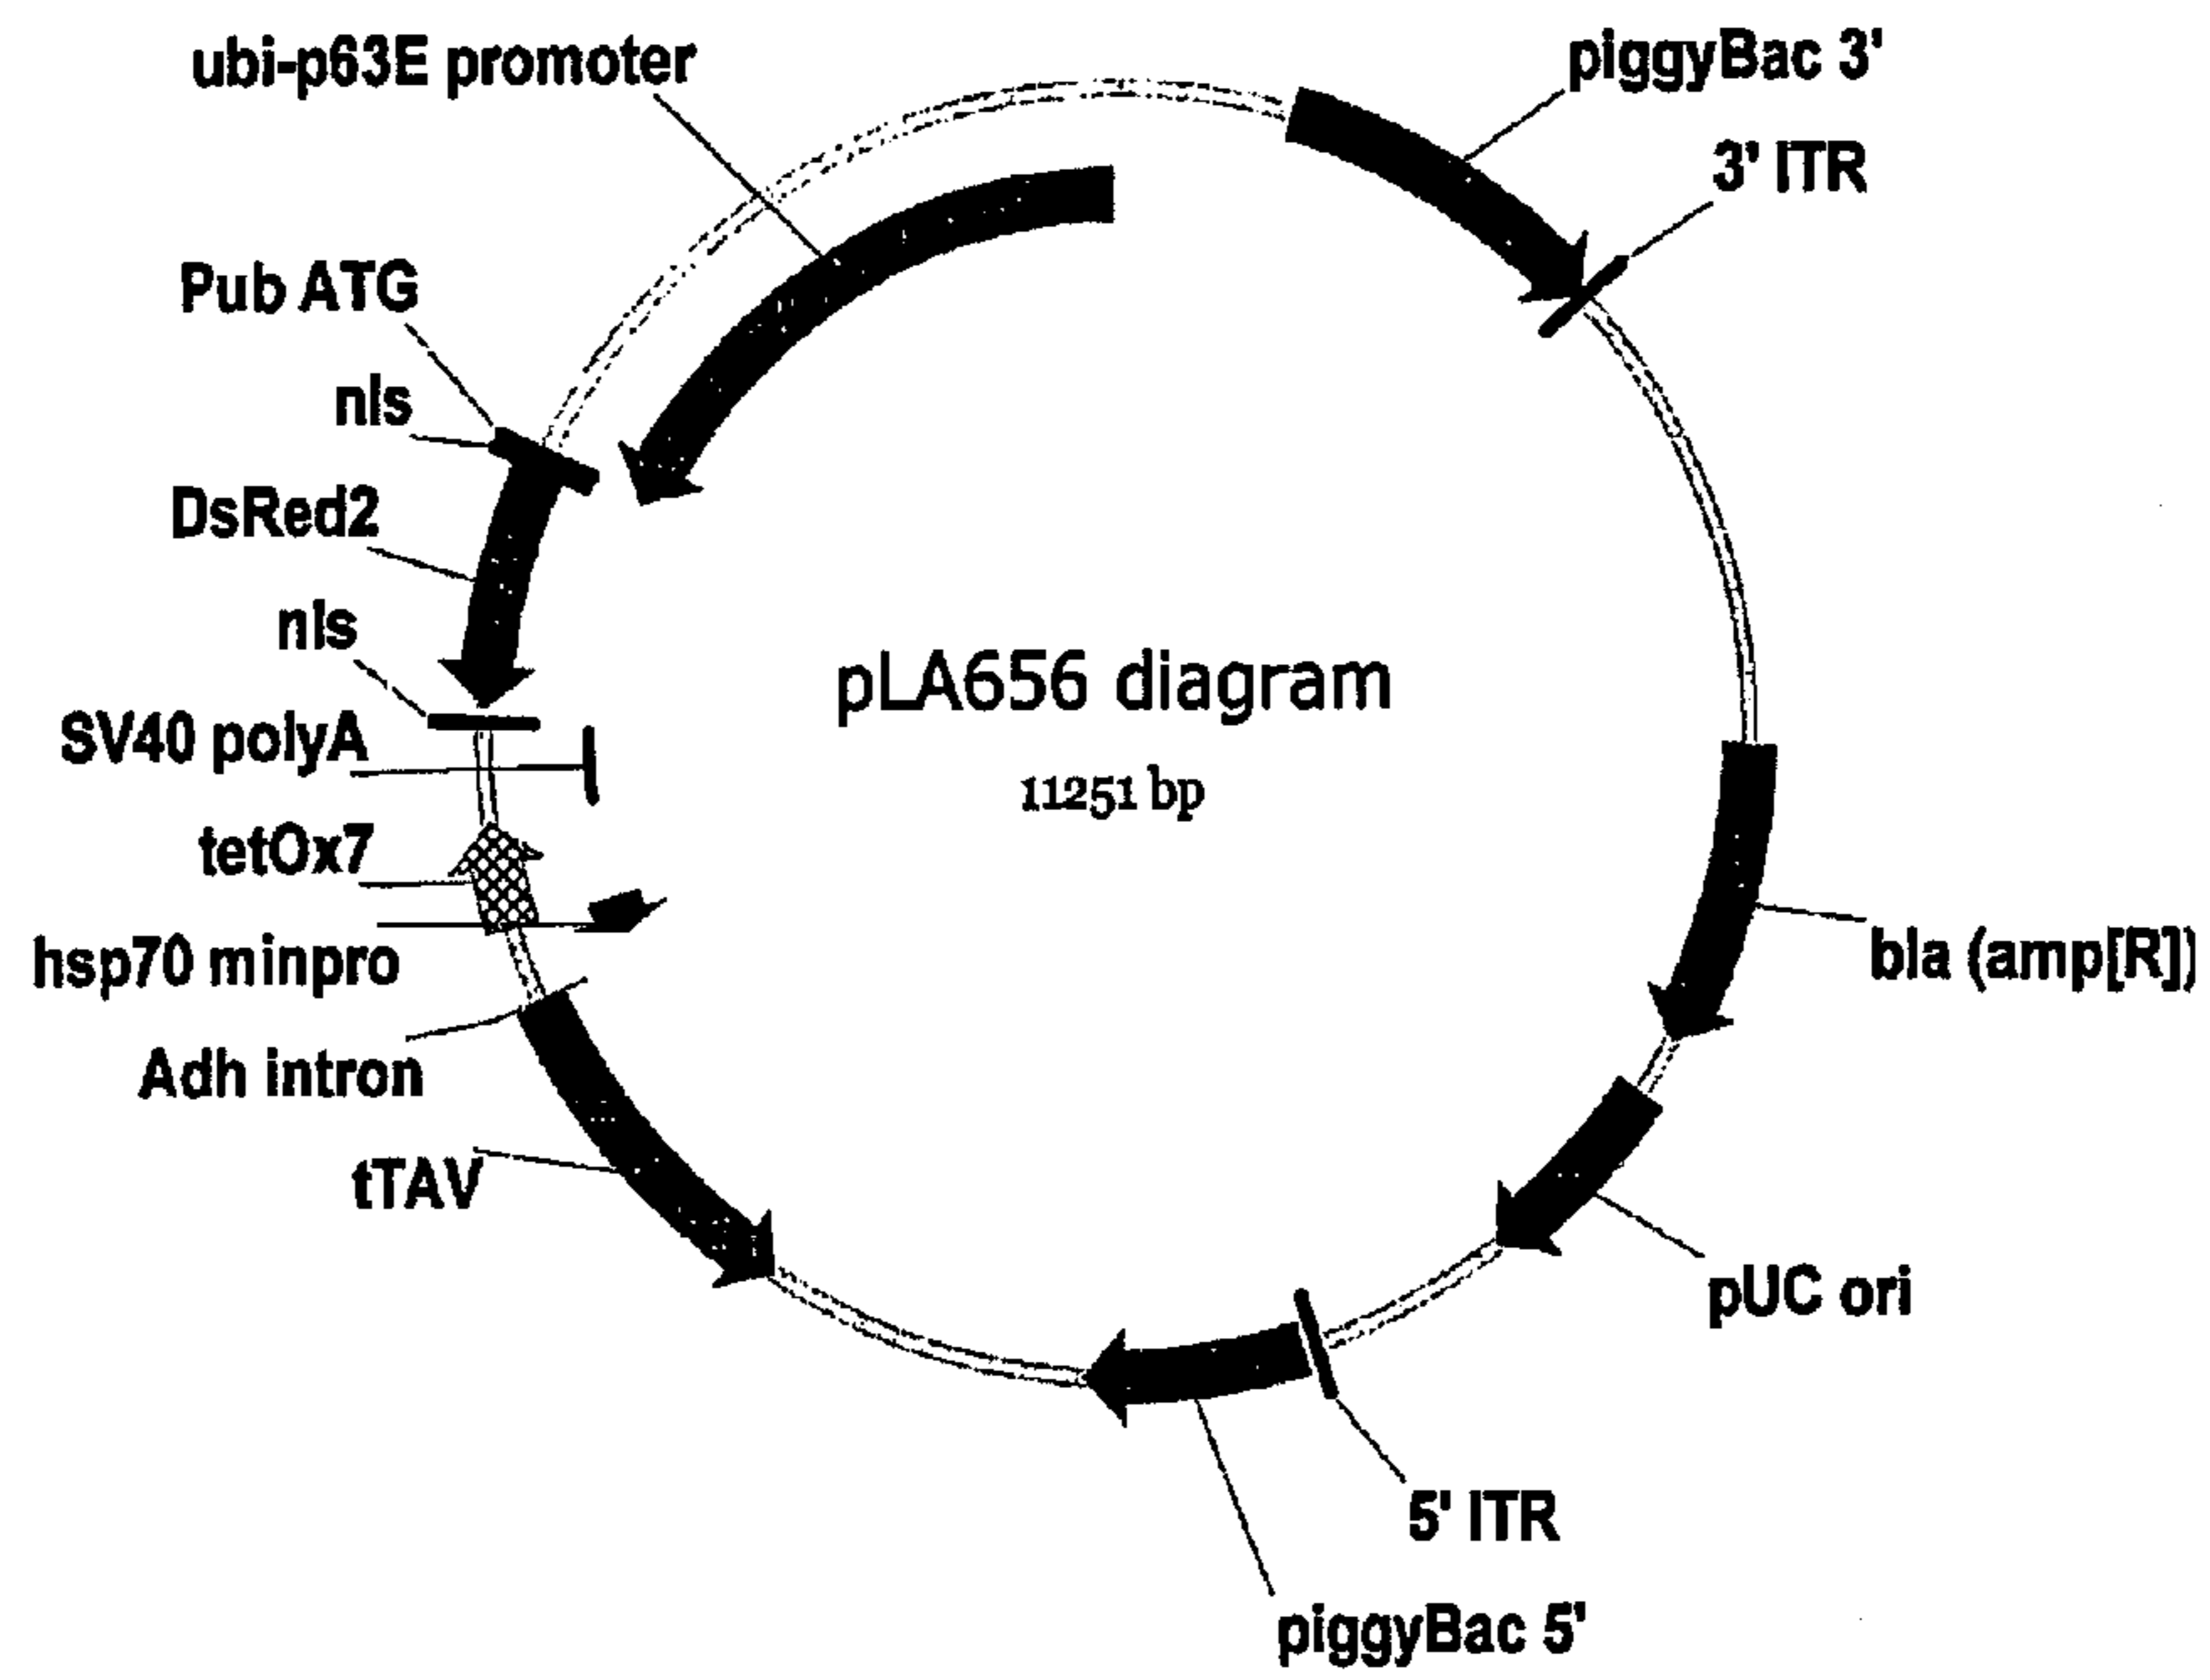 ubi-p63E promoter
piggyBac 3'
3' ITR
Pub ATG
nls
DsRed2
nls
SV40 polyA
tetOx7
hsp70 minpro
Adh intron
tTAV
pLA656 diagram
11251 bp
bla (amp[R])
pUC ori
5' ITR
piggyBac 5'